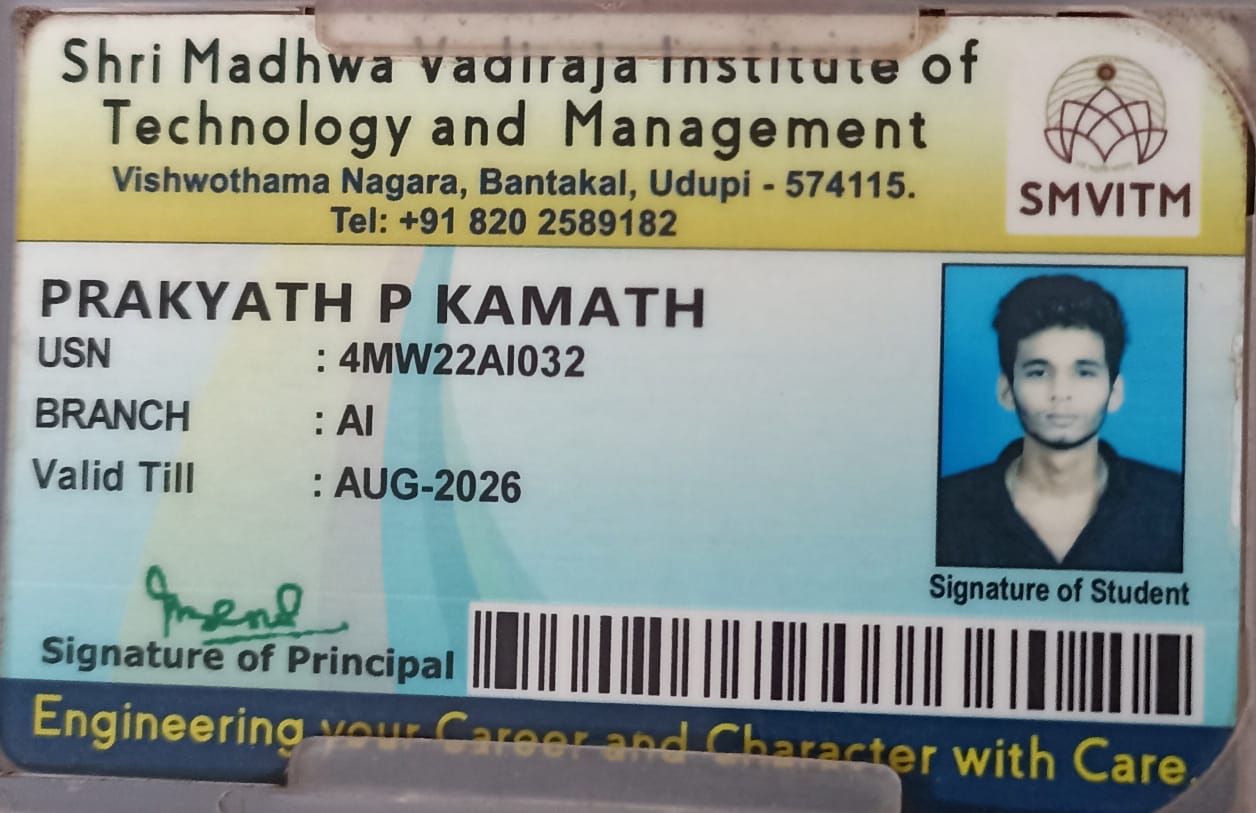 Shri Madhwa Vadiraja Institute of
Technology and Management
Vishwothama Nagara, Bantakal, Udupi - 574115.
Tel: +91 820 2589182
SMVITM
PRAKYATH P KAMATH
USN : 4MW22AI032
BRANCH : AI
Valid Till : AUG-2026
Signature of Student
Signature of Principal
Engineering your Career and Character with Care.